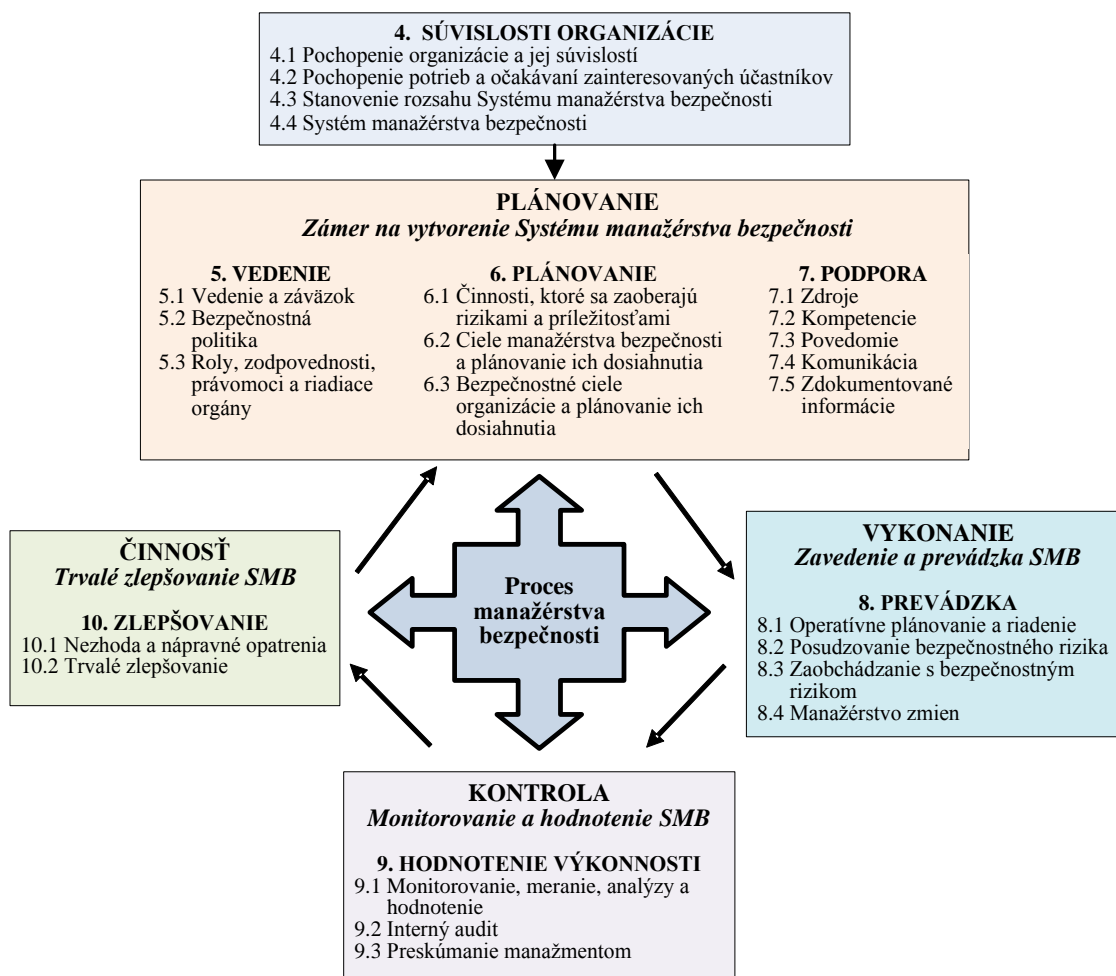 4. SÚVISLOSTI ORGANIZÁCIE
4.1 Pochopenie organizácie a jej súvislostí
4.2 Pochopenie potrieb a očakávaní zainteresovaných účastníkov
4.3 Stanovenie rozsahu Systému manažérstva bezpečnosti
4.4 Systém manažérstva bezpečnosti
PLÁNOVANIE
Zámer na vytvorenie Systému manažérstva bezpečnosti
5. VEDENIE
5.1 Vedenie a záväzok
5.2 Bezpečnostná
politika
5.3 Roly, zodpovednosti,
právomoci a riadiace
orgány
6. PLÁNOVANIE
6.1 Činnosti, ktoré sa zaoberajú
rizikami a príležitosťami
6.2 Ciele manažérstva bezpečnosti
a plánovanie ich dosiahnutia
6.3 Bezpečnostné ciele
organizácie a plánovanie ich
dosiahnutia
7. PODPORA
7.1 Zdroje
7.2 Kompetencie
7.3 Povedomie
7.4 Komunikácia
7.5 Zdokumentované
informácie
ČINNOSŤ
Trvalé zlepšovanie SMB
10. ZLEPŠOVANIE
10.1 Nezhoda a nápravné opatrenia
10.2 Trvalé zlepšovanie
Proces
manažérstva
bezpečnosti
VYKONANIE
Zavedenie a prevádzka SMB
8. PREVÁDZKA
8.1 Operatívne plánovanie a riadenie
8.2 Posudzovanie bezpečnostného rizika
8.3 Zaobchádzanie s bezpečnostným
rizikom
8.4 Manažérstvo zmien
KONTROLA
Monitorovanie a hodnotenie SMB
9. HODNOTENIE VÝKONNOSTI
9.1 Monitorovanie, meranie, analýzy a
hodnotenie
9.2 Interný audit
9.3 Preskúmanie manažmentom